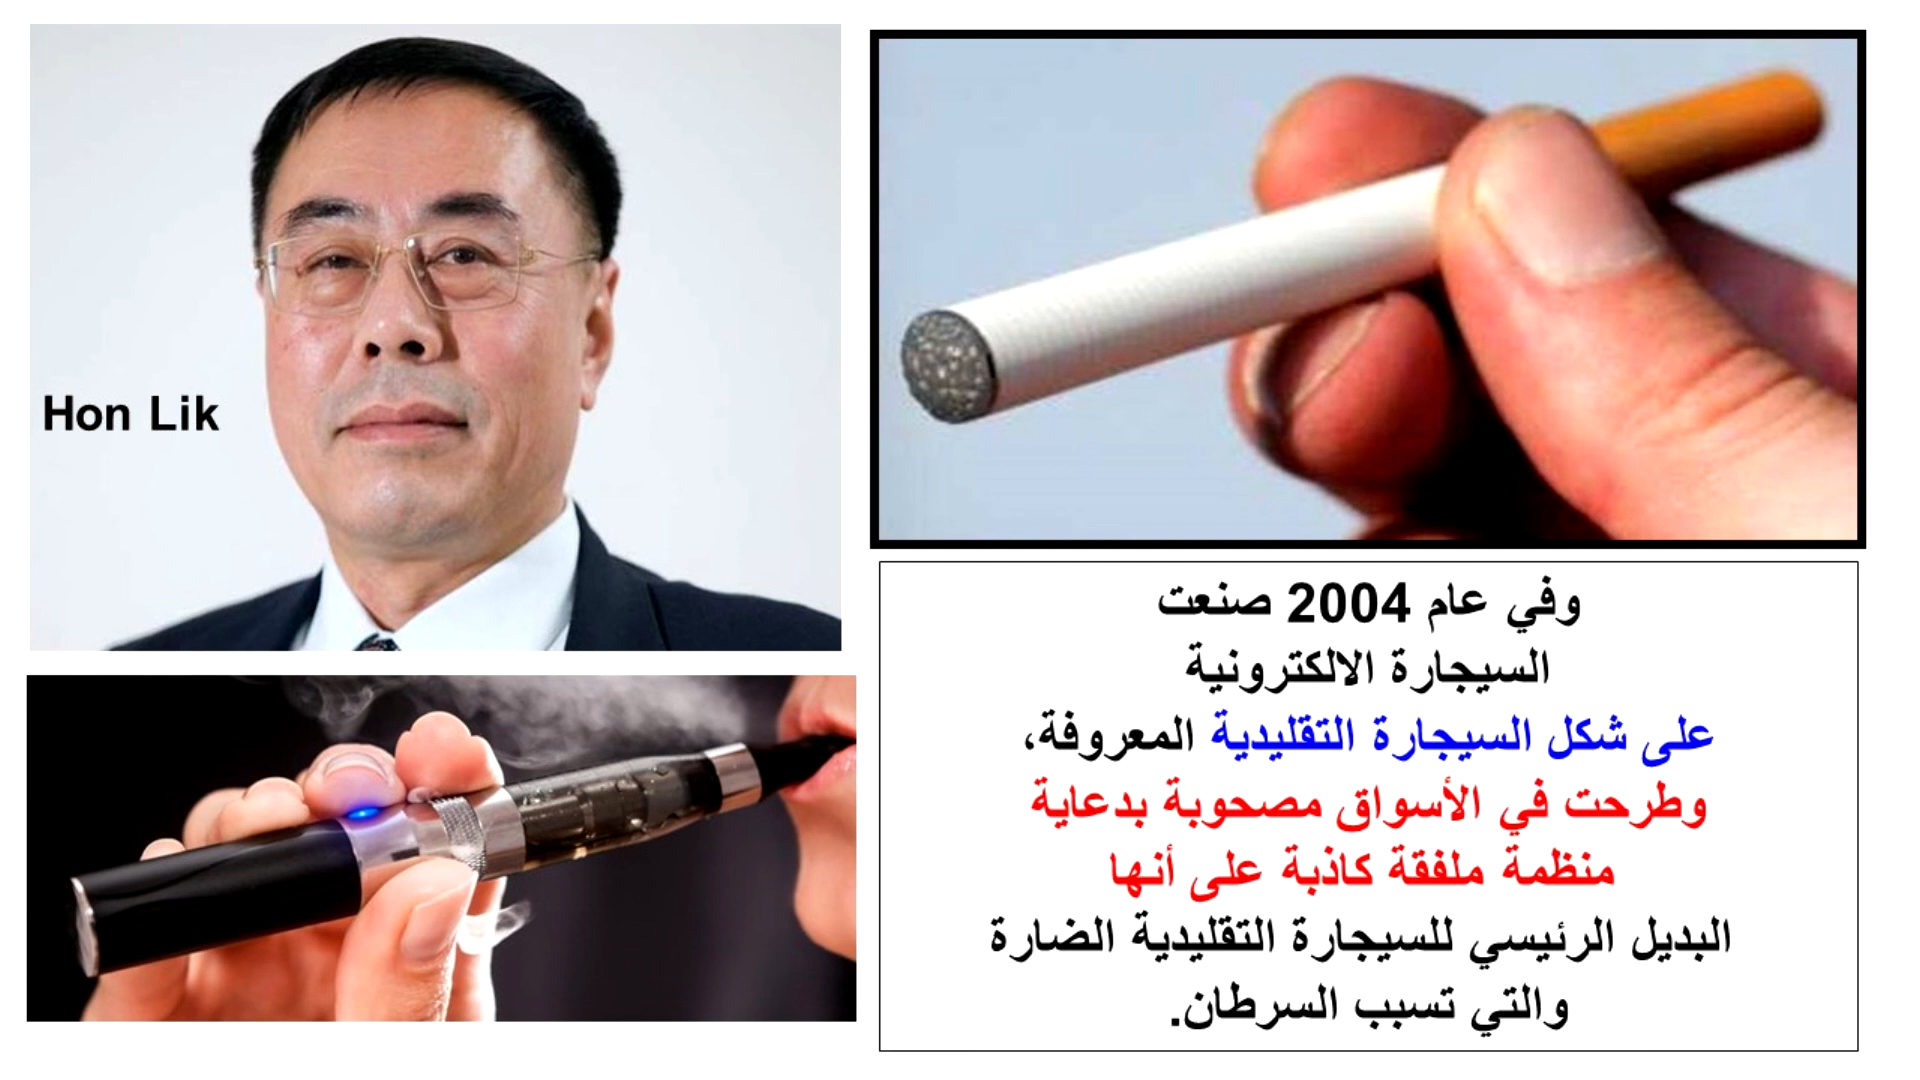 Hon Lik
وفي عام 2004 صنعت
السيجارة الالكترونية
على شكل السيجارة التقليدية المعروفة،
وطرحت في الأسواق مصحوبة بدعاية
منظمة ملفقة كاذبة على أنها
البديل الرئيسي للسيجارة التقليدية الضارة
والتي تسبب السرطان.